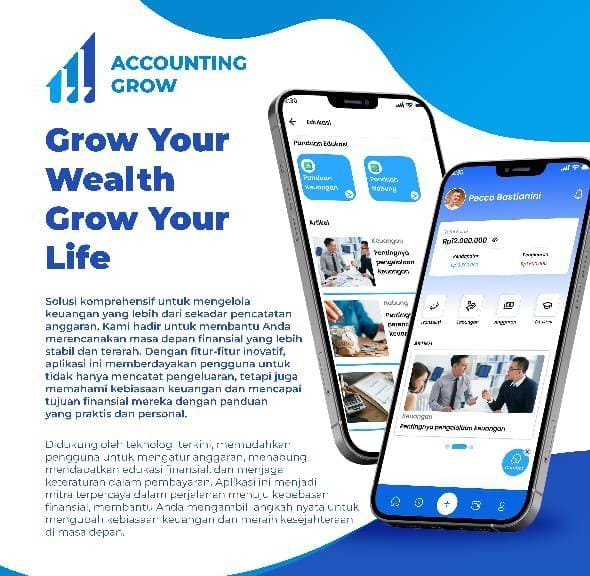 ACCOUNTING
GROW
Grow Your
Wealth
Grow Your
Life
Solusi komprehensif untuk mengelola
keuangan yang lebih dari sekadar pencatatan
anggaran. Kami hadir untuk membantu Anda
merencanakan masa depan finansial yang lebih
stabil dan terarah. Dengan fitur-fitur inovatif,
aplikasi ini memberdayakan pengguna untuk
tidak hanya mencatat pengeluaran, tetapi juga
memahami kebiasaan keuangan dan mencapai
tujuan finansial mereka dengan panduan
yang praktis dan personal.
Didukung oleh teknologi terkini, memudahkan
pengguna untuk mengatur anggaran, menabung,
mendapatkan edukasi finansial, dan menjaga
keteraturan dalam pembayaran. Aplikasi ini menjadi
mitra terpercaya dalam perjalanan menuju kebebasan
finansial, membantu Anda mengambil langkah nyata untuk
mengubah kebiasaan keuangan dan meraih kesejahteraan
di masa depan.
Edukasi
Panduan Edukasi
Panduan
Keuangan
Panduan
Nabung
Artikel
Keuangan
Pentingnya
pengelolaan
keuangan
Nabung
Pecco Bastianini
Rp12.000.000
Anggaran
Artikel
Keuangan
Pentingnya pengelolaan keuangan